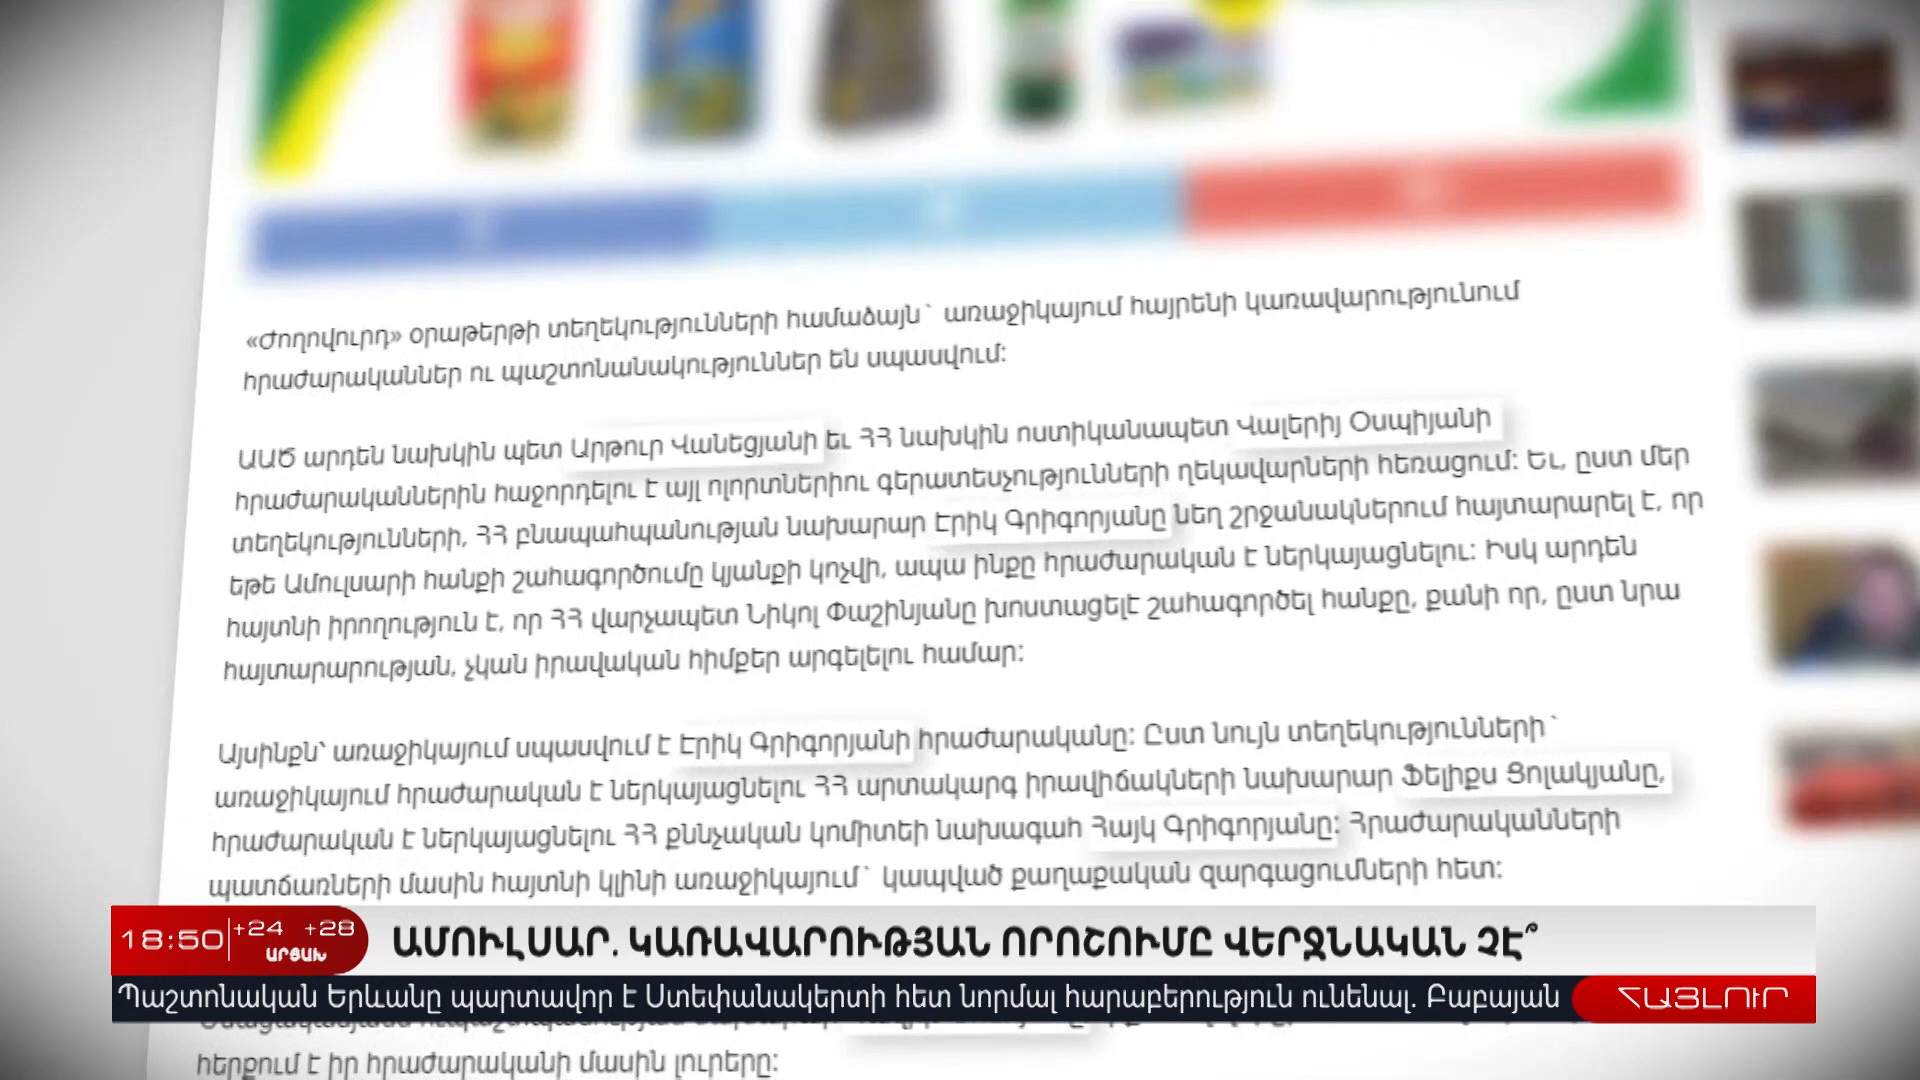 «Ժողովուրդ» օրաթերթի տեղեկությունների համաձայն` առաջիկայում հայրենի կառավարությունում
հրաժարականներ ու պաշտոնանակություններ են սպասվում:
ԱԱԾ արդեն նախկին պետ Արթուր Վանեցյանի եւ ՀՀ նախկին ոստիկանապետ Վալերիյ Օսպիյանի
հրաժարականներին հաջորդելու է այլ ոլորտներիու գերատեսչությունների ղեկավարների հեռացում: Եւ, ըստ մեր
տեղեկությունների, ՀՀ բնապահպանության նախարար Էրիկ Գրիգորյանը նեղ շրջանակներում հայտարարել է, որ
եթե Ամուլսարի հանքի շահագործումը կյանքի կոչվի, ապա ինքը հրաժարական է ներկայացնելու: Իսկ արդեն
հայտնի իրողություն է, որ ՀՀ վարչապետ Նիկոլ Փաշինյանը խոստացելէ շահագործել հանքը, քանի որ, ըստ նրա
հայտարարության, չկան իրավական հիմքեր արգելելու համար:
Այսինքն՝ առաջիկայում սպասվում է Էրիկ Գրիգորյանի հրաժարականը: Ըստ նույն տեղեկությունների`
առաջիկայում հրաժարական է ներկայացնելու ՀՀ արտակարգ իրավիճակների նախարար Ֆելիքս Ցոլակյանը,
հրաժարական է ներկայացնելու ՀՀ քննչական կոմիտեի նախագահ Հայկ Գրիգորյանը: Հրաժարականների
պատճառների մասին հայտնի կլինի առաջիկայում` կապված քաղաքական զարգացումների հետ:
18:50 +24 +28
ԱՐՑԱԽ
ԱՄՈՒԼՍԱՐ. ԿԱՌԱՎԱՐՈՒԹՅԱՆ ՈՐՈՇՈՒՄԸ ՎԵՐՋՆԱԿԱՆ ՉԷ՞
Պաշտոնական Երևանը պարտավոր է Ստեփանակերտի հետ նորմալ հարաբերություն ունենալ. Բաբայան
ՀԱՅԼՈՒՐ
հերքում է իր հրաժարականի մասին լուրերը: